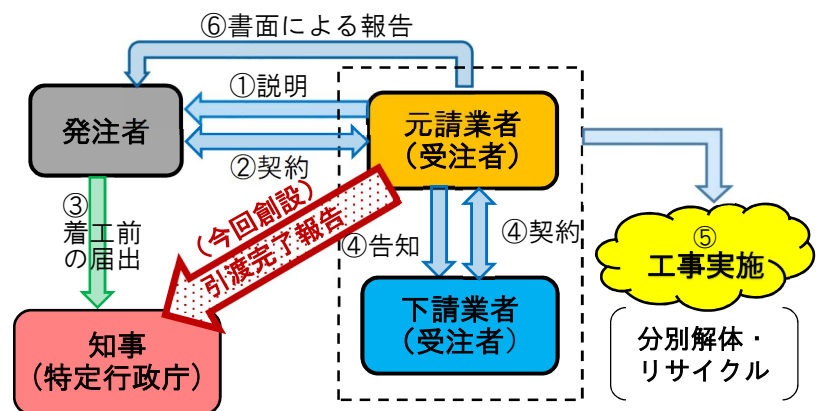 ⑥書面による報告
①説明
発注者
元請業者
(受注者)
②契約
③
着工前
の届出
(今回創設)
引渡完了報告
④告知
④契約
⑤
工事実施
下請業者
(受注者)
知事
(特定行政庁)
分別解体・
リサイクル